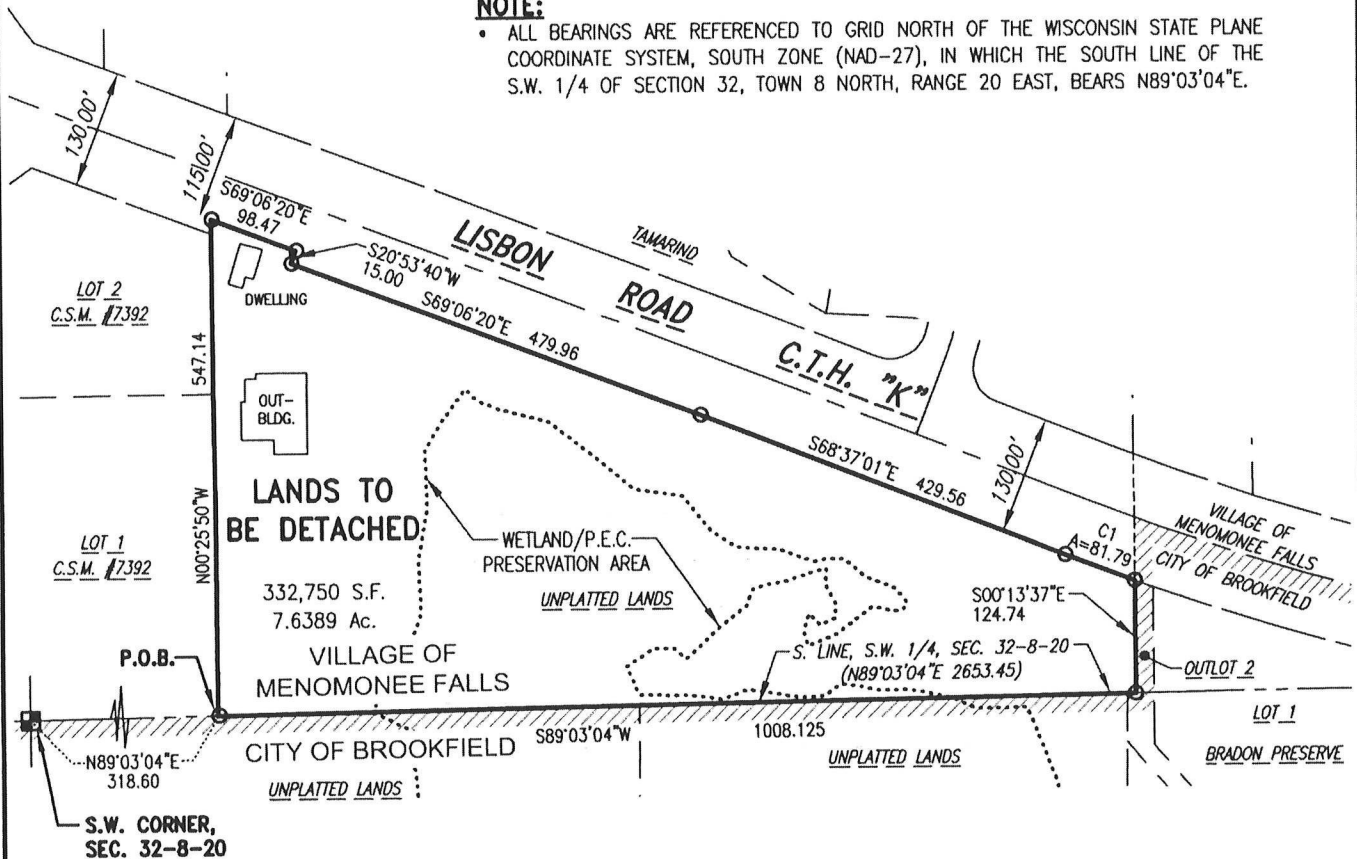 NOTE:
• ALL BEARINGS ARE REFERENCED TO GRID NORTH OF THE WISCONSIN STATE PLANE
COORDINATE SYSTEM, SOUTH ZONE (NAD-27), IN WHICH THE SOUTH LINE OF THE
S.W. 1/4 OF SECTION 32, TOWN 8 NORTH, RANGE 20 EAST, BEARS N89°03'04"E.
130.00'
115.00'
S69°06'20"E
98.47
S20°53'40"W
15.00
DWELLING
LISBON
ROAD
C.T.H. "K"
TAMARIND
S69°06'20"E 479.96
LOT 2
C.S.M. #7392
547.14
N00°25'50"W
OUT-
BLDG.
S68°37'01"E 429.56
130.00'
LANDS TO
BE DETACHED
332,750 S.F.
7.6389 Ac.
LOT 1
C.S.M. #7392
WETLAND/P.E.C.
PRESERVATION AREA
UNPLATTED LANDS
C1
A=81.79
VILLAGE OF
MENOMONEE FALLS
CITY OF BROOKFIELD
S00°13'37"E
124.74
P.O.B.
VILLAGE OF
MENOMONEE FALLS
S. LINE, S.W. 1/4, SEC. 32-8-20
(N89°03'04"E 2653.45)
OUTLOT 2
LOT 1
BRADON PRESERVE
N89°03'04"E
318.60
CITY OF BROOKFIELD
S89°03'04"W
1008.125
UNPLATTED LANDS
UNPLATTED LANDS
S.W. CORNER,
SEC. 32-8-20